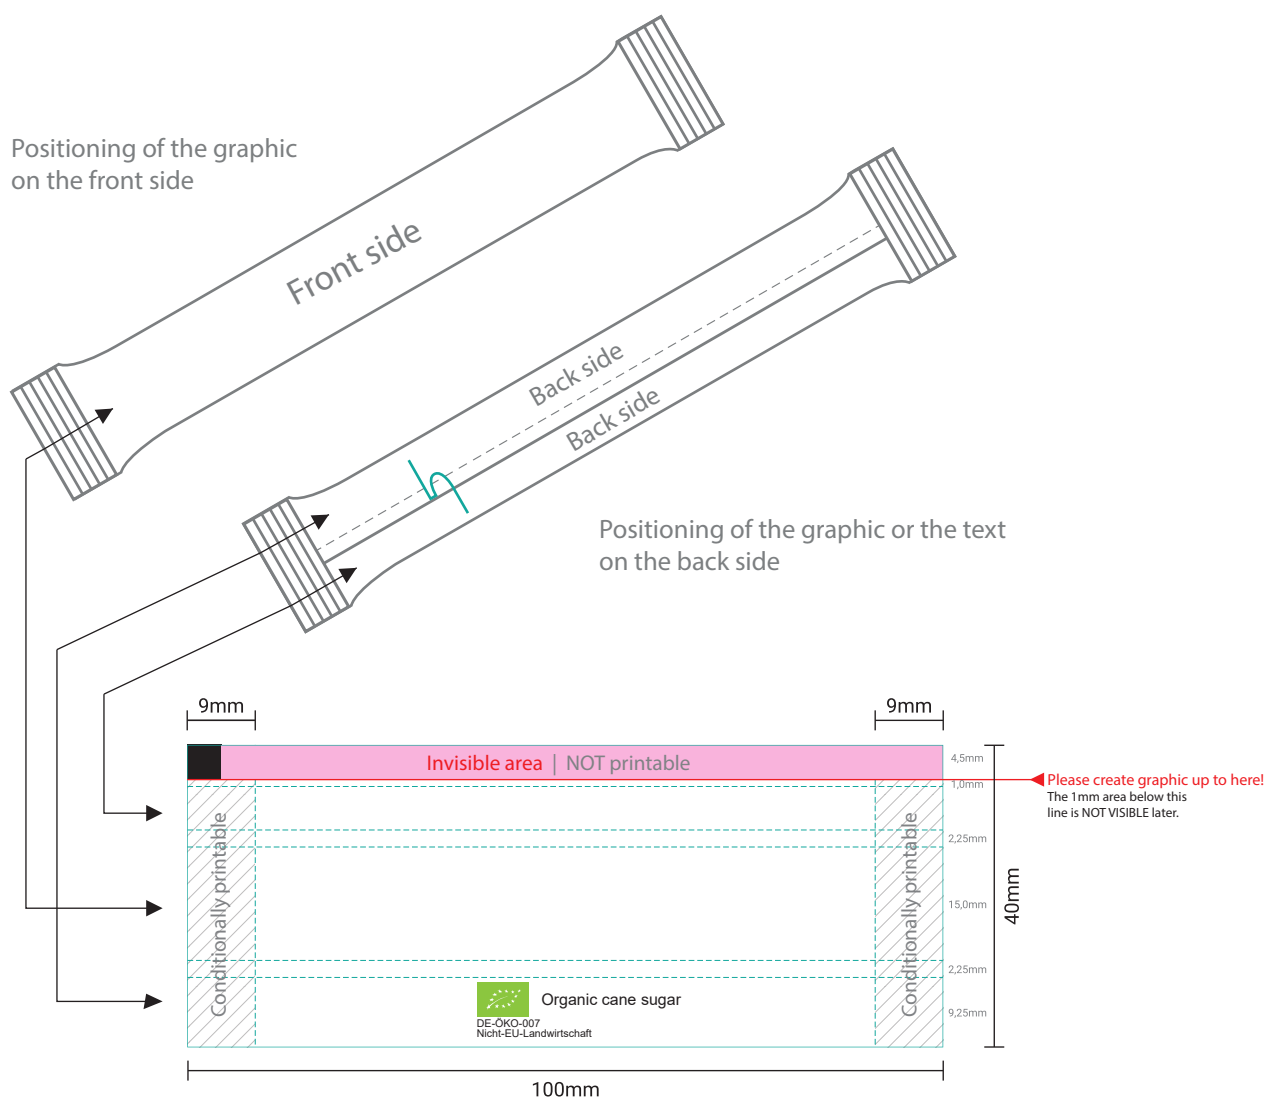 Positioning of the graphic
on the front side
Front side
Back side
Back side
Positioning of the graphic or the text
on the back side
9mm
9mm
Invisible area | NOT printable
4,5mm
Please create graphic up to here!
1,0mm
The 1mm area below this
line is NOT VISIBLE later.
Conditionally printable
Conditionally printable
2,25mm
15,0mm
40mm
2,25mm
Organic cane sugar
9,25mm
DE-ÖKO-007
Nicht-EU-Landwirtschaft
100mm